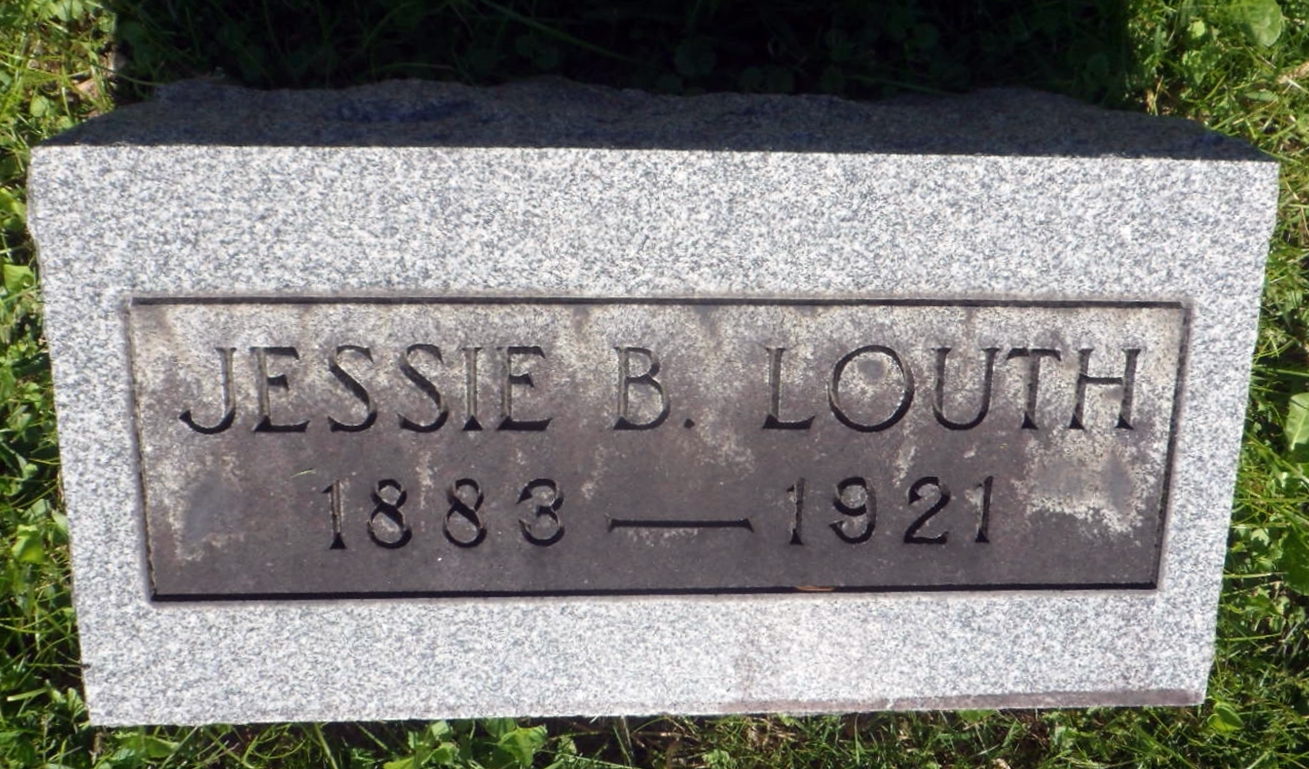 JESSIE B. LOUTH
1883 — 1921